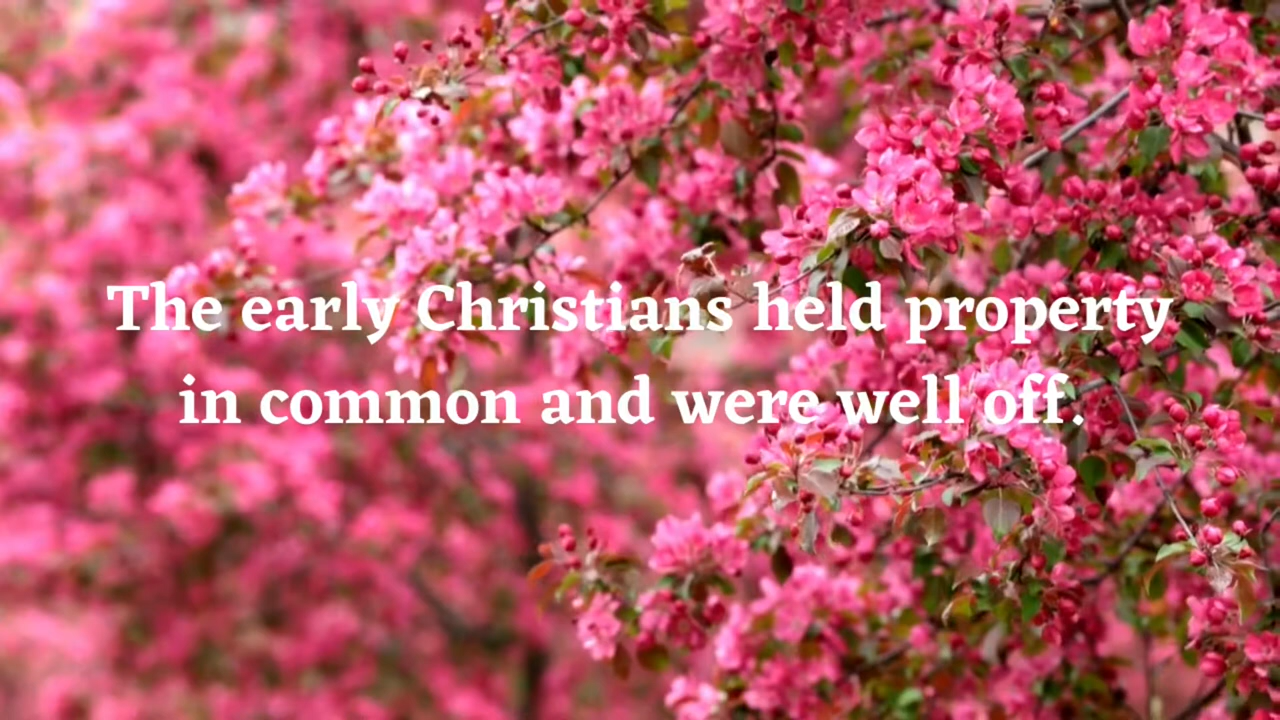 The early Christians held property
in common and were well off.